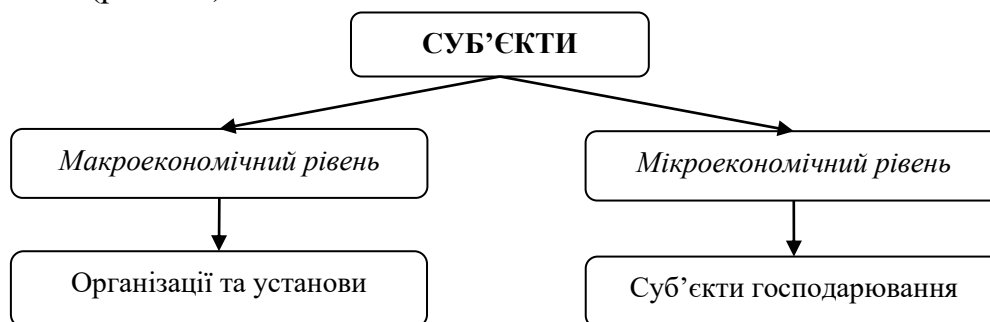 СУБ’ЄКТИ
Макроекономічний рівень
Мікроекономічний рівень
Організації та установи
Суб’єкти господарювання